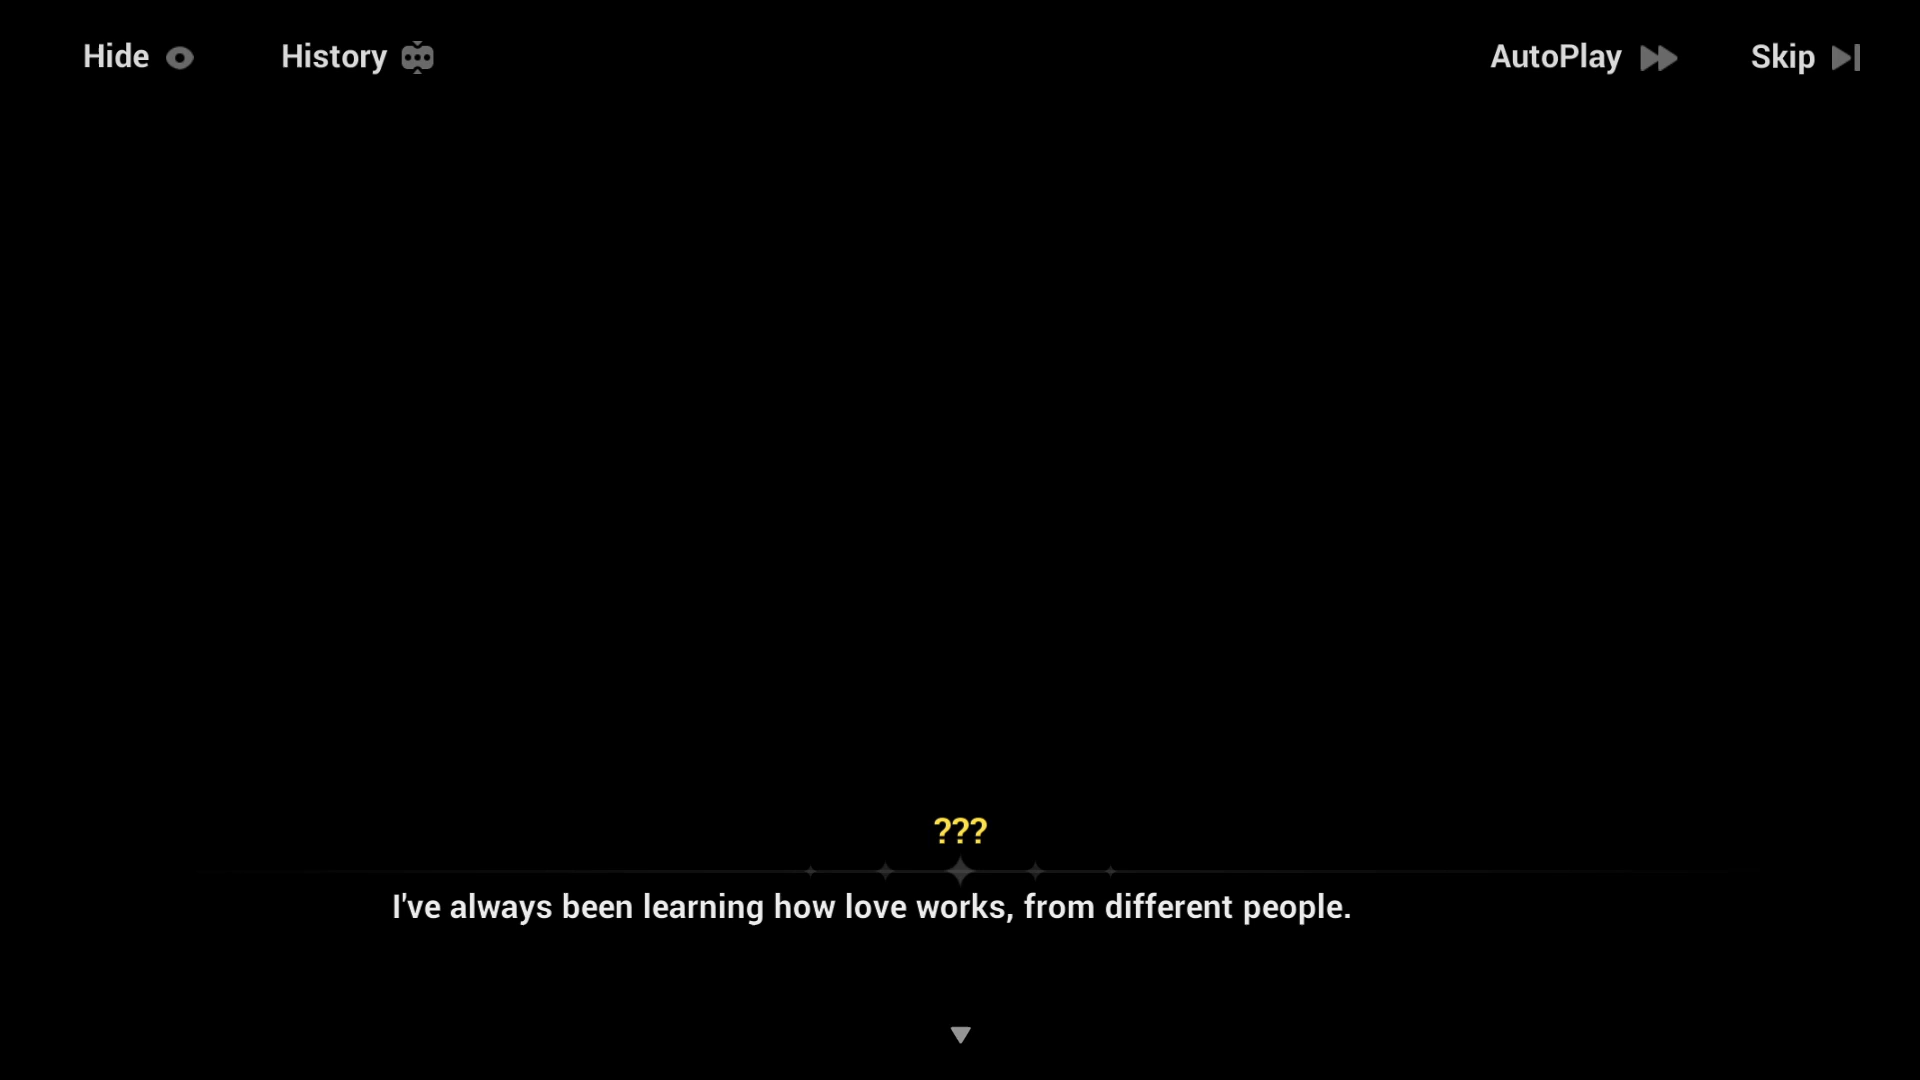 Hide
History
AutoPlay
Skip
???
I've always been learning how love works, from different people.